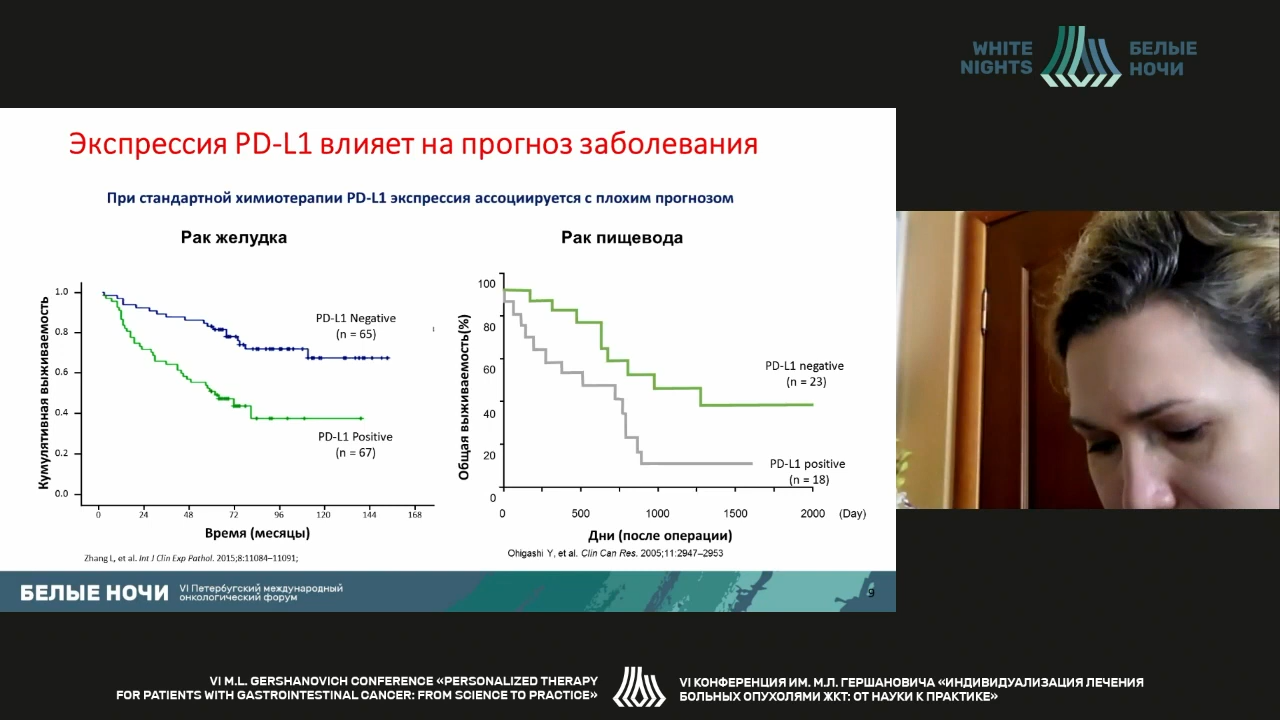 WHITE
NIGHTS
БЕЛЫЕ
НОЧИ
Экспрессия PD-L1 влияет на прогноз заболевания
При стандартной химиотерапии PD-L1 экспрессия ассоциируется с плохим прогнозом
Рак желудка
Кумулятивная выживаемость
1.0
0.8
0.6
0.4
0.2
0.0
PD-L1 Negative
(n = 65)
PD-L1 Positive
(n = 67)
0 24 48 72 96 120 144 168
Время (месяцы)
Zhang L, et al. Int J Clin Exp Pathol. 2015;8:11084–11091;
Рак пищевода
Общая выживаемость(%)
100
80
60
40
20
0
PD-L1 negative
(n = 23)
PD-L1 positive
(n = 18)
0 500 1000 1500 2000 (Day)
Дни (после операции)
Ohigashi Y, et al. Clin Can Res. 2005;11:2947–2953
БЕЛЫЕ НОЧИ
VI Петербугский международный
онкологический форум
9
VI M.L. GERSHANOVICH CONFERENCE «PERSONALIZED THERAPY
FOR PATIENTS WITH GASTROINTESTINAL CANCER: FROM SCIENCE TO PRACTICE»
VI КОНФЕРЕНЦИЯ ИМ. М.Л. ГЕРШАНОВИЧА «ИНДИВИДУАЛИЗАЦИЯ ЛЕЧЕНИЯ
БОЛЬНЫХ ОПУХОЛЯМИ ЖКТ: ОТ НАУКИ К ПРАКТИКЕ»